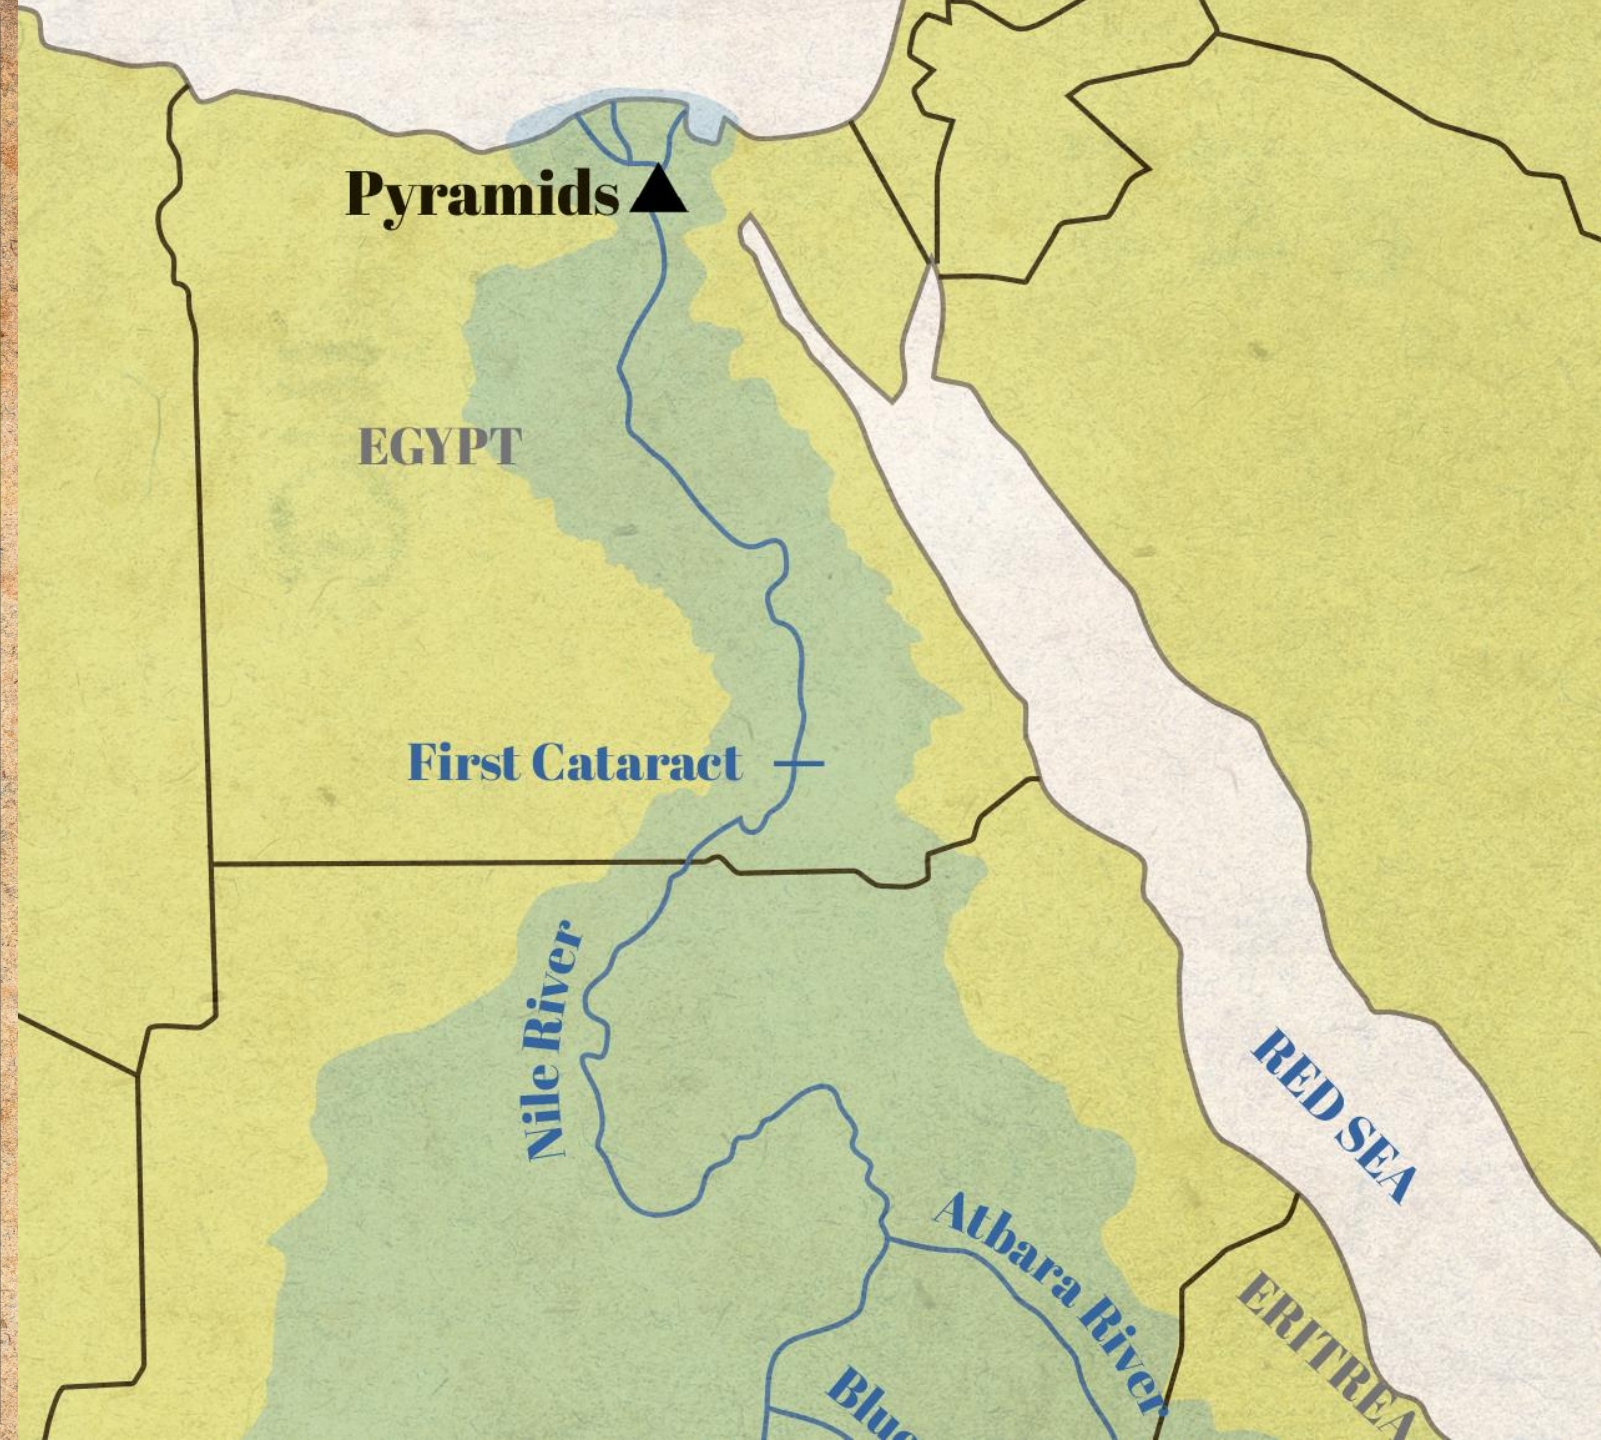 Pyramids
EGYPT
First Cataract
Nile River
RED SEA
Atbara River
ERITREA